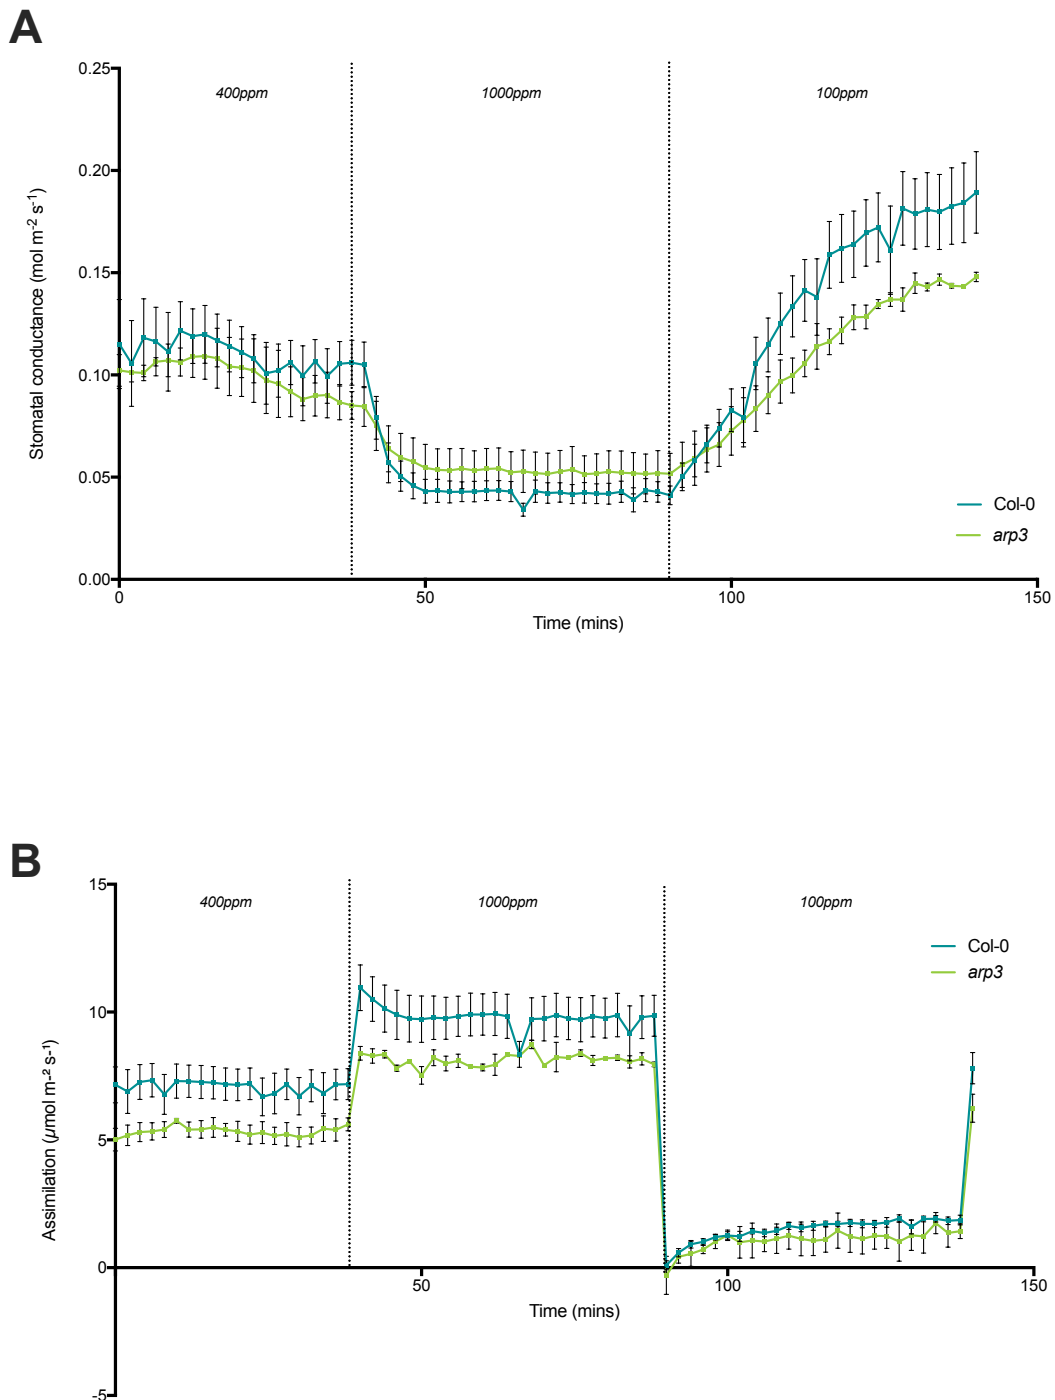 A
0.25
400ppm
1000ppm
100ppm
0.20
0.15
0.10
0.05
0.00
Stomatal conductance (mol m⁻² s⁻¹)
Col-0
arp3
0
50
100
150
Time (mins)
B
15
400ppm
1000ppm
100ppm
Col-0
arp3
10
5
0
-5
Assimilation (µmol m-² s-¹)
50
100
150
Time (mins)